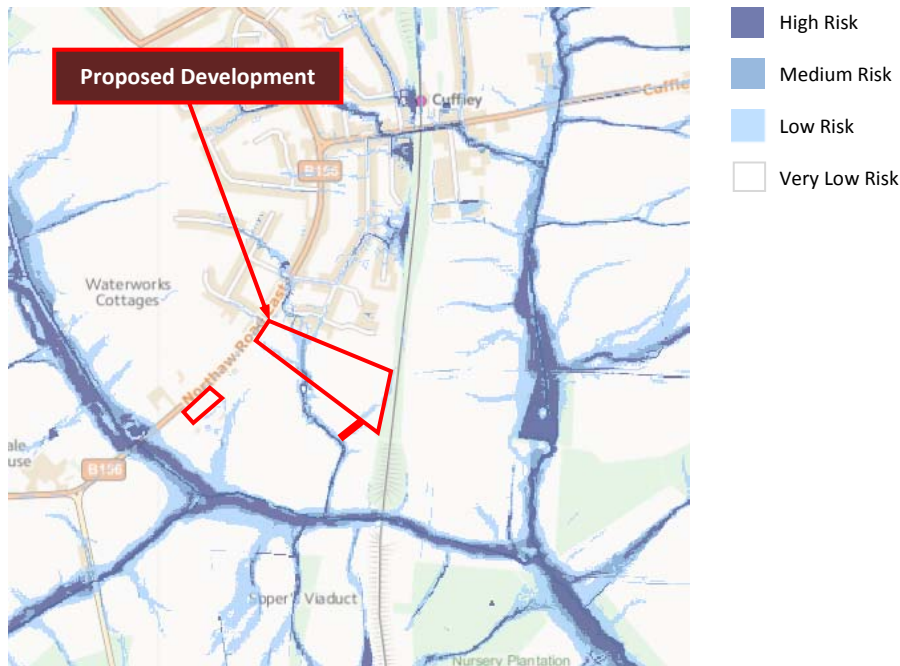 High Risk
Medium Risk
Low Risk
Very Low Risk
Proposed Development
Cuffley
B156
Waterworks
Cottages
Northaw Road East
B156
Viaduct
Nursery Plantation